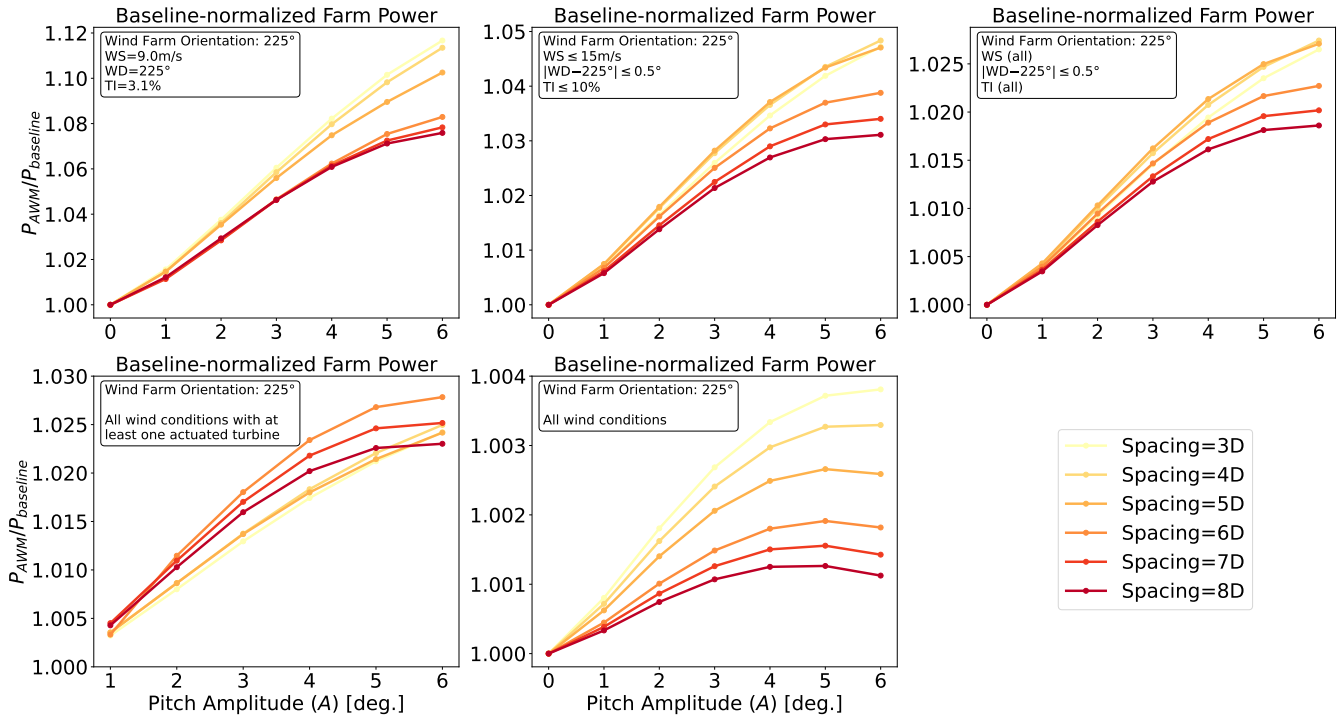 Baseline-normalized Farm Power
Wind Farm Orientation: 225°
WS=9.0m/s
WD=225°
TI=3.1%
P_AWM/P_baseline
1.12
1.10
1.08
1.06
1.04
1.02
1.00
0 1 2 3 4 5 6
Baseline-normalized Farm Power
Wind Farm Orientation: 225°
WS ≤ 15m/s
|WD−225°| ≤ 0.5°
TI ≤ 10%
1.05
1.04
1.03
1.02
1.01
1.00
0 1 2 3 4 5 6
Baseline-normalized Farm Power
Wind Farm Orientation: 225°
WS (all)
|WD−225°| ≤ 0.5°
TI (all)
1.025
1.020
1.015
1.010
1.005
1.000
0 1 2 3 4 5 6
Baseline-normalized Farm Power
Wind Farm Orientation: 225°
All wind conditions with at
least one actuated turbine
P_AWM/P_baseline
1.030
1.025
1.020
1.015
1.010
1.005
1.000
1 2 3 4 5 6
Pitch Amplitude (A) [deg.]
Baseline-normalized Farm Power
Wind Farm Orientation: 225°
All wind conditions
1.004
1.003
1.002
1.001
1.000
0 1 2 3 4 5 6
Pitch Amplitude (A) [deg.]
Spacing=3D
Spacing=4D
Spacing=5D
Spacing=6D
Spacing=7D
Spacing=8D